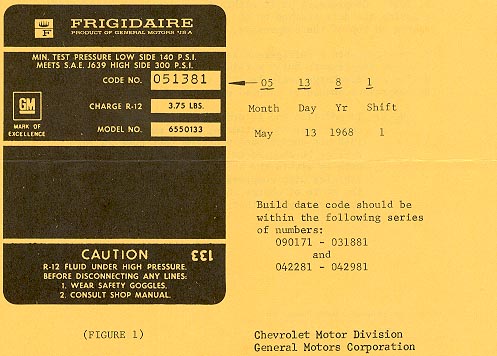 FRIGIDAIRE
PRODUCT OF GENERAL MOTORS USA
MIN. TEST PRESSURE LOW SIDE 140 P.S.I.
MEETS S.A.E. J639 HIGH SIDE 300 P.S.I.
CODE NO. 051381
CHARGE R-12 3.75 LBS.
MODEL NO. 6550133
F
GM
MARK OF
EXCELLENCE
133
CAUTION
R-12 FLUID UNDER HIGH PRESSURE.
BEFORE DISCONNECTING ANY LINES:
1. WEAR SAFETY GOGGLES.
2. CONSULT SHOP MANUAL.
(FIGURE 1)
05 13 8 1
Month Day Yr Shift
May 13 1968 1
Build date code should be
within the following series
of numbers:
090171 - 031881
and
042281 - 042981
Chevrolet Motor Division
General Motors Corporation